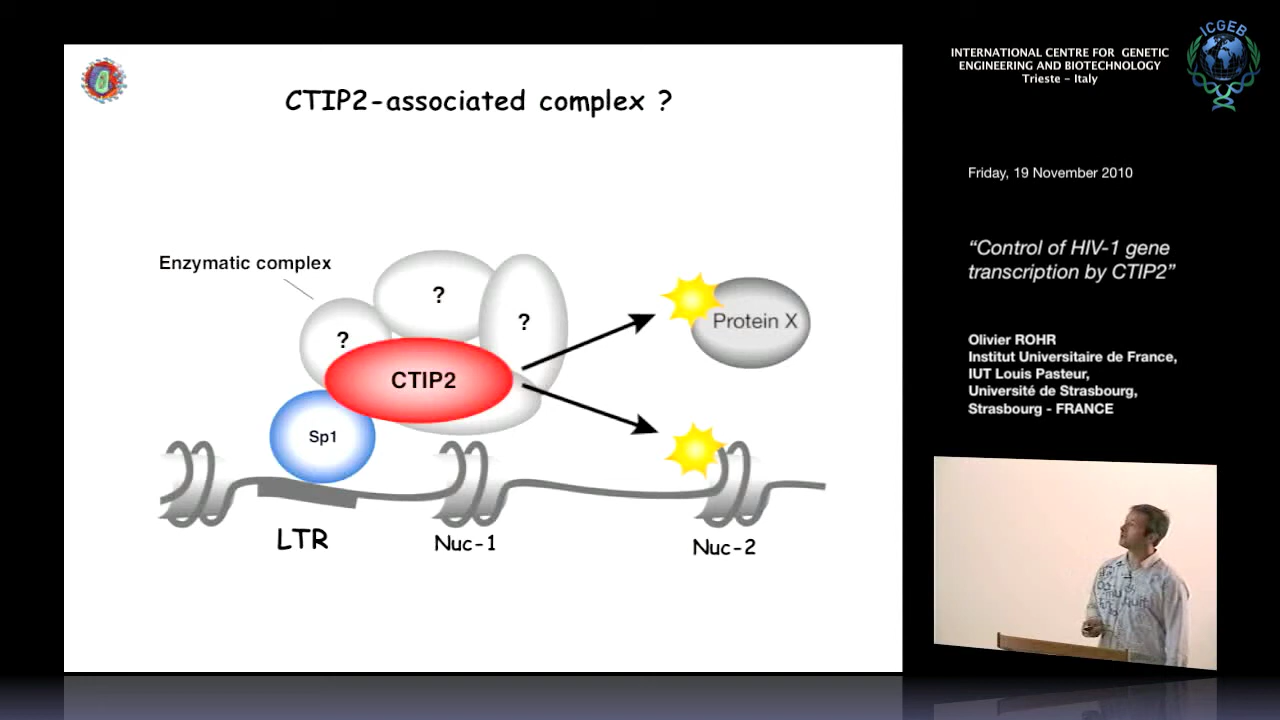 CTIP2-associated complex ?
Enzymatic complex
?
?
?
CTIP2
Sp1
Protein X
LTR
Nuc-1
Nuc-2
ICGEB
INTERNATIONAL CENTRE FOR GENETIC
ENGINEERING AND BIOTECHNOLOGY
Trieste - Italy
Friday, 19 November 2010
“Control of HIV-1 gene
transcription by CTIP2”
Olivier ROHR
Institut Universitaire de France,
IUT Louis Pasteur,
Université de Strasbourg,
Strasbourg - FRANCE